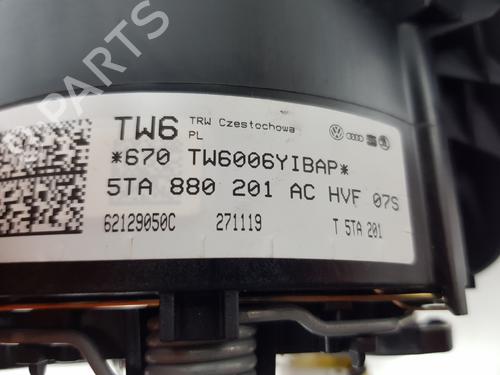 B PARTS
TW6 TRW Czestochowa
PL
*670 TW6006YIBAP*
5TA 880 201 AC HVF 07S
62129050C 271119 T 5TA 201